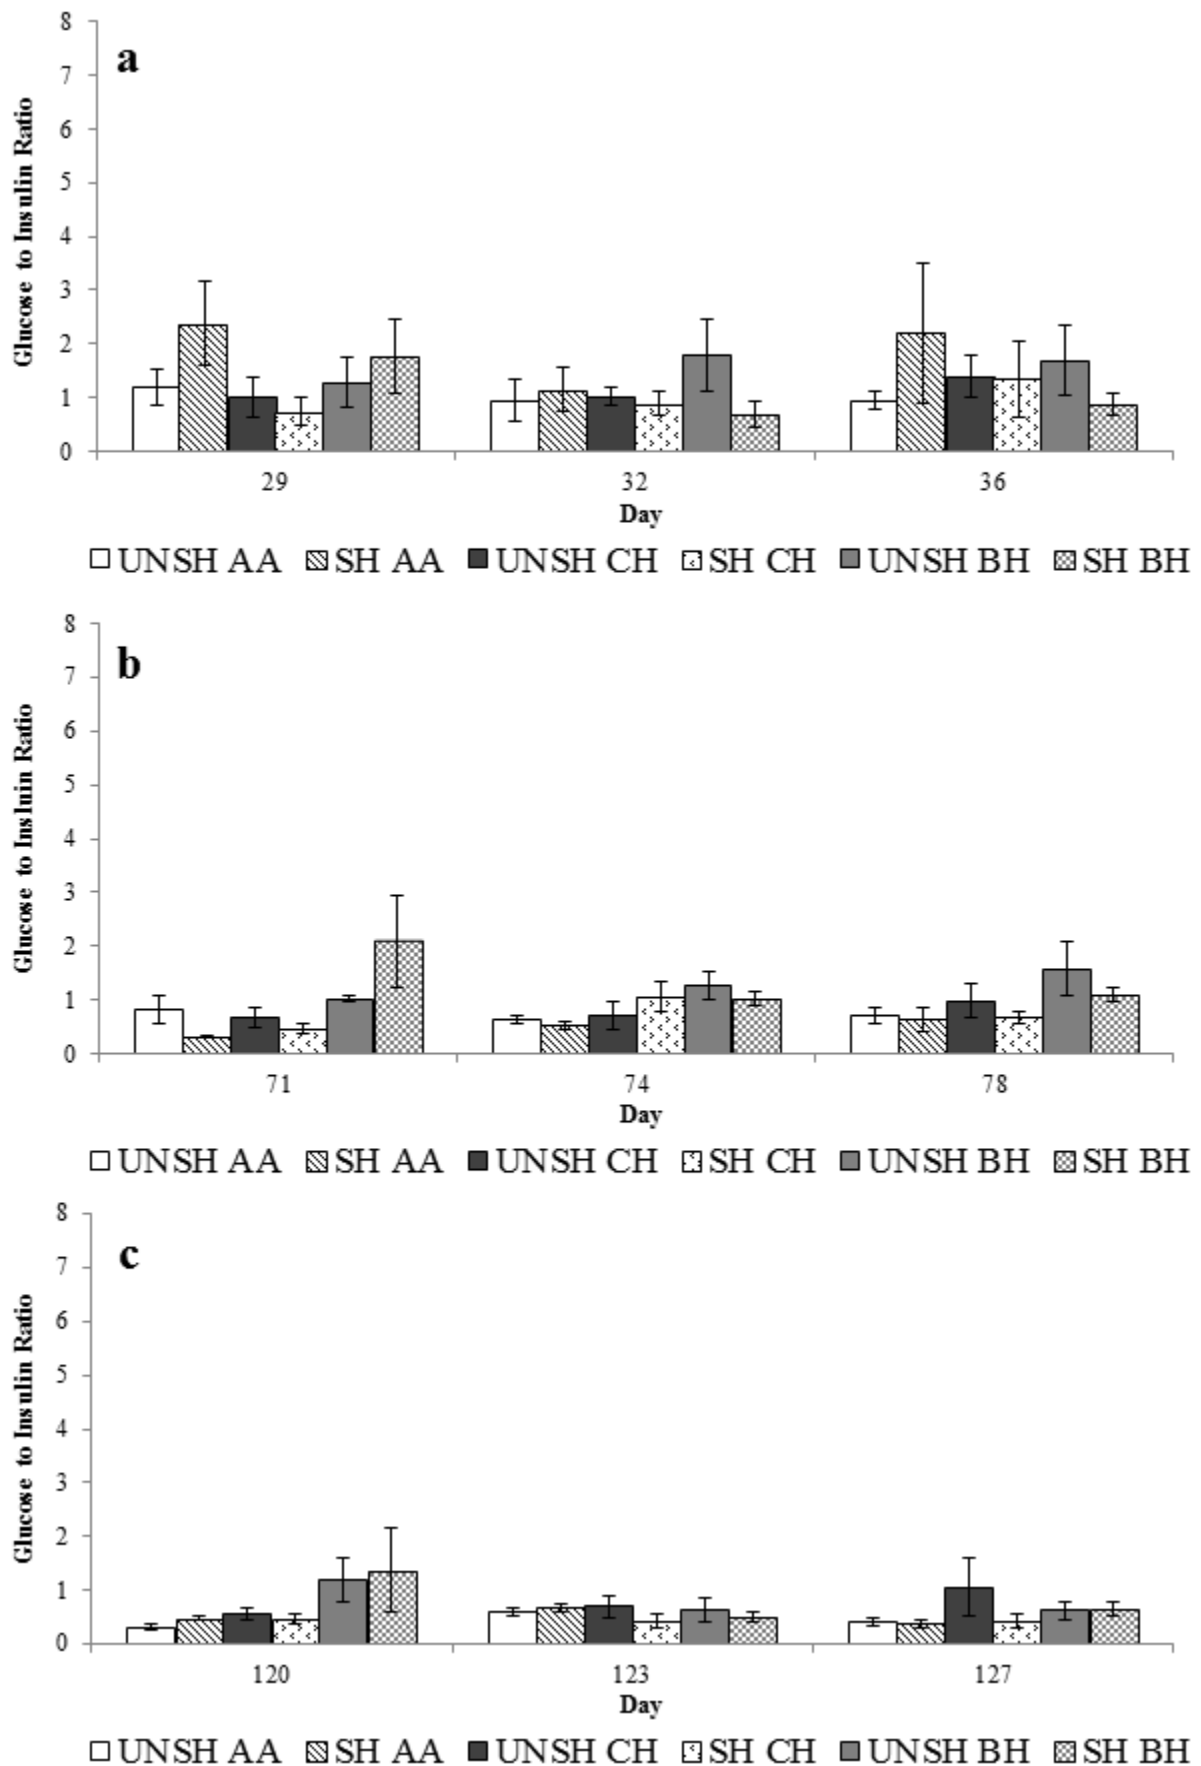 a
Glucose to Insulin Ratio
8
7
6
5
4
3
2
1
0
29 32 36
Day
UNSH AA SH AA UNSH CH SH CH UNSH BH SH BH
b
Glucose to Insluin Ratio
8
7
6
5
4
3
2
1
0
71 74 78
Day
UNSH AA SH AA UNSH CH SH CH UNSH BH SH BH
c
Glucose to Insulin Ratio
8
7
6
5
4
3
2
1
0
120 123 127
Day
UNSH AA SH AA UNSH CH SH CH UNSH BH SH BH